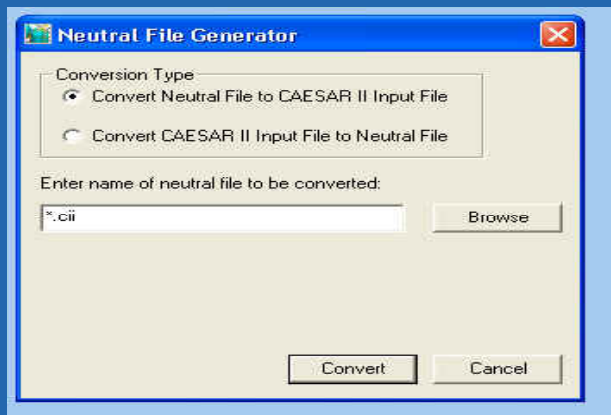 Neutral File Generator
Conversion Type
Convert Neutral File to CAESAR II Input File
Convert CAESAR II Input File to Neutral File
Enter name of neutral file to be converted:
*.cii
Browse
Convert
Cancel